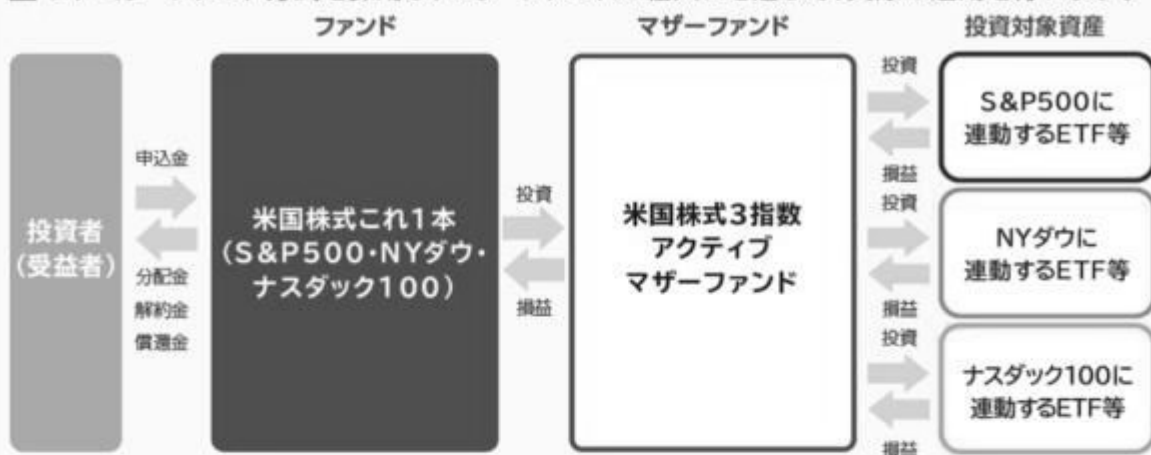 ファンド
マザーファンド
投資対象資産
投資者
(受益者)
申込金
分配金
解約金
償還金
米国株式これ1本
(S&P500・NYダウ・
ナスダック100)
投資
損益
米国株式3指数
アクティブ
マザーファンド
投資
損益
S&P500に
連動するETF等
投資
損益
NYダウに
連動するETF等
投資
損益
ナスダック100に
連動するETF等